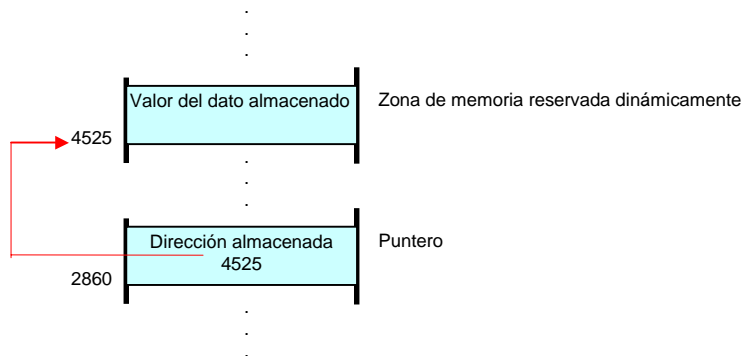 Valor del dato almacenado
Zona de memoria reservada dinámicamente
4525
Dirección almacenada
4525
Puntero
2860